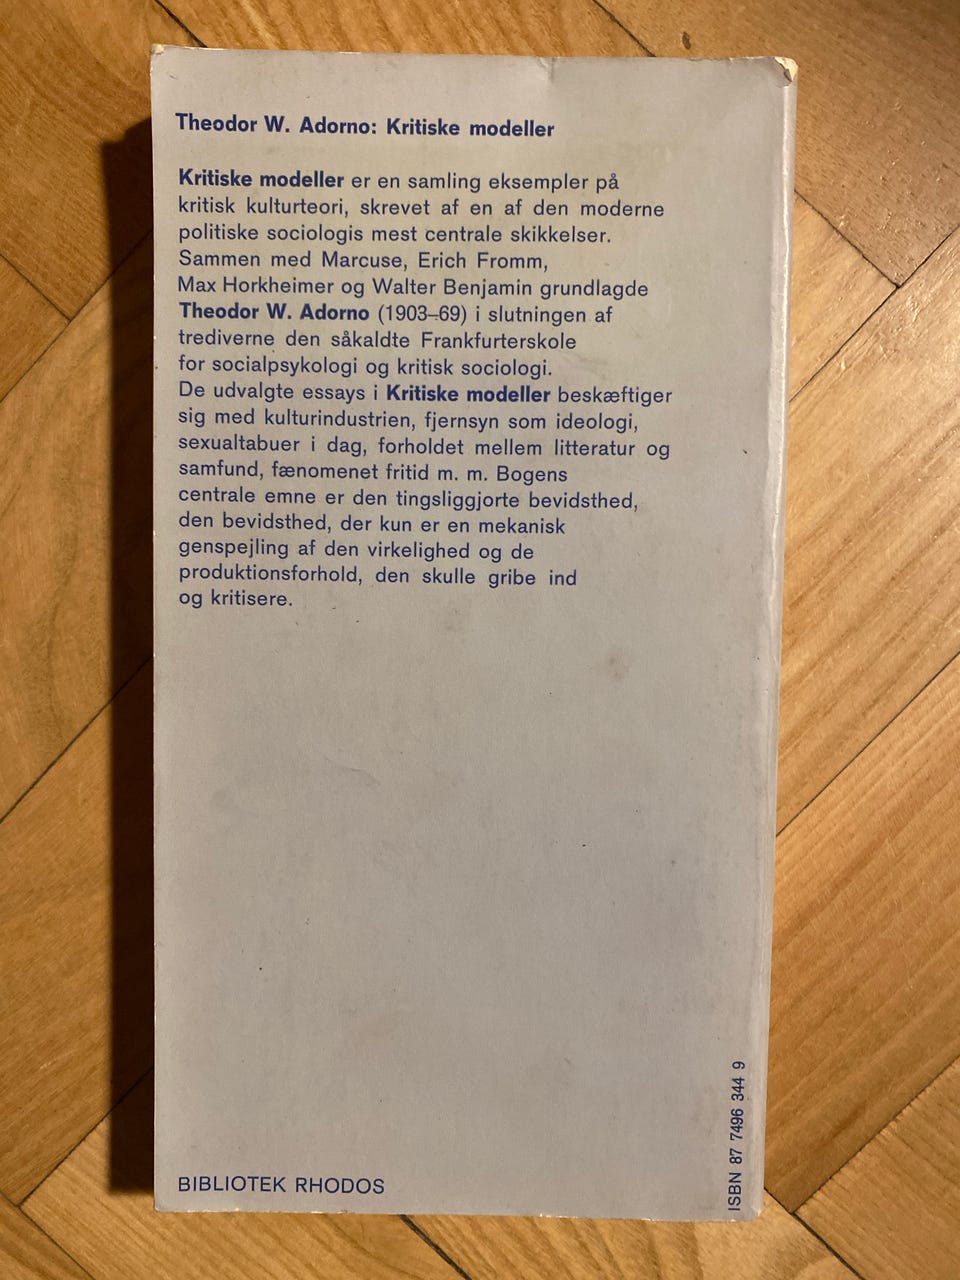 Theodor W. Adorno: Kritiske modeller
Kritiske modeller er en samling eksempler på
kritisk kulturteori, skrevet af en af den moderne
politiske sociologis mest centrale skikkelser.
Sammen med Marcuse, Erich Fromm,
Max Horkheimer og Walter Benjamin grundlagde
Theodor W. Adorno (1903–69) i slutningen af
trediverne den såkaldte Frankfurterskole
for socialpsykologi og kritisk sociologi.
De udvalgte essays i Kritiske modeller beskæftiger
sig med kulturindustrien, fjernsyn som ideologi,
sexualtabuer i dag, forholdet mellem litteratur og
samfund, fænomenet fritid m. m. Bogens
centrale emne er den tingsliggjorte bevidsthed,
den bevidsthed, der kun er en mekanisk
genspejling af den virkelighed og de
produktionsforhold, den skulle gribe ind
og kritisere.
BIBLIOTEK RHODOS
ISBN 87 7496 344 9